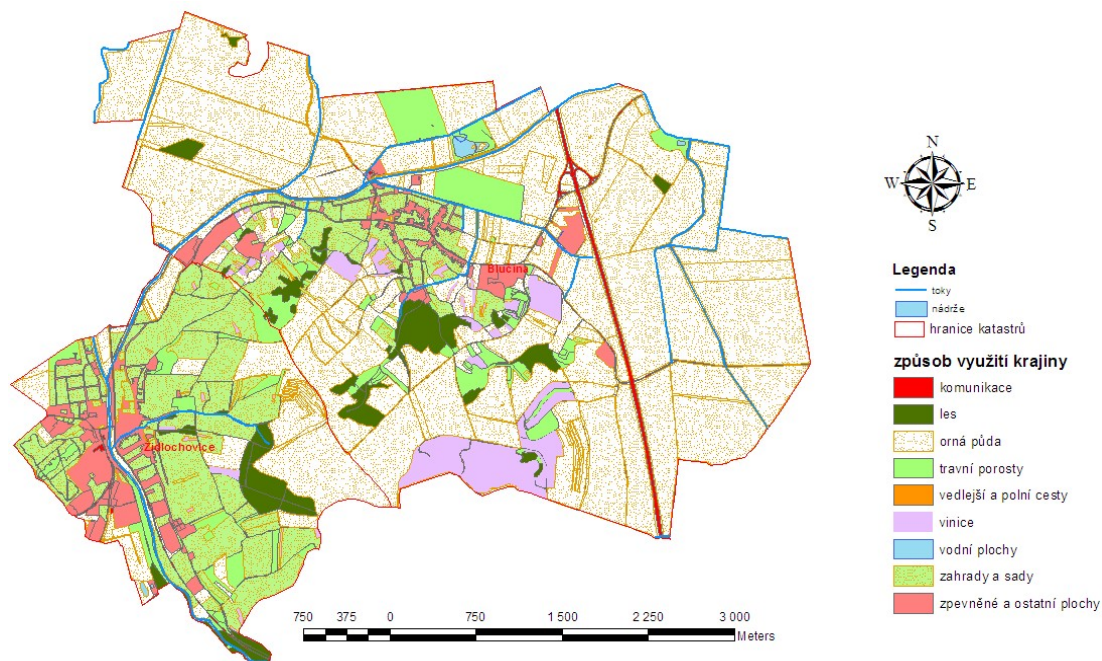 N
W E
S
Blučina
Židlochovice
Legenda
toky
nádrže
hranice katastrů
způsob využití krajiny
komunikace
les
orná půda
travní porosty
vedlejší a polní cesty
vinice
vodní plochy
zahrady a sady
zpevněné a ostatní plochy
750 375 0 750 1 500 2 250 3 000
Meters